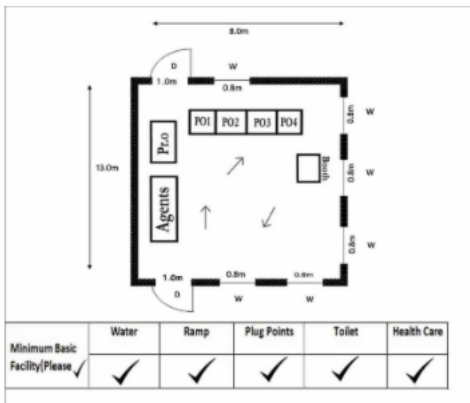 8.0m
D
W
1.0m
0.8m
13.0m
PO1 PO2 PO3 PO4
Pr.o
Booth
Agents
0.8m
W
0.8m
W
0.8m
W
1.0m
0.8m
0.8m
D
W
W
Minimum Basic
Facility(Please ✓
Water Ramp Plug Points Toilet Health Care
✓ ✓ ✓ ✓ ✓